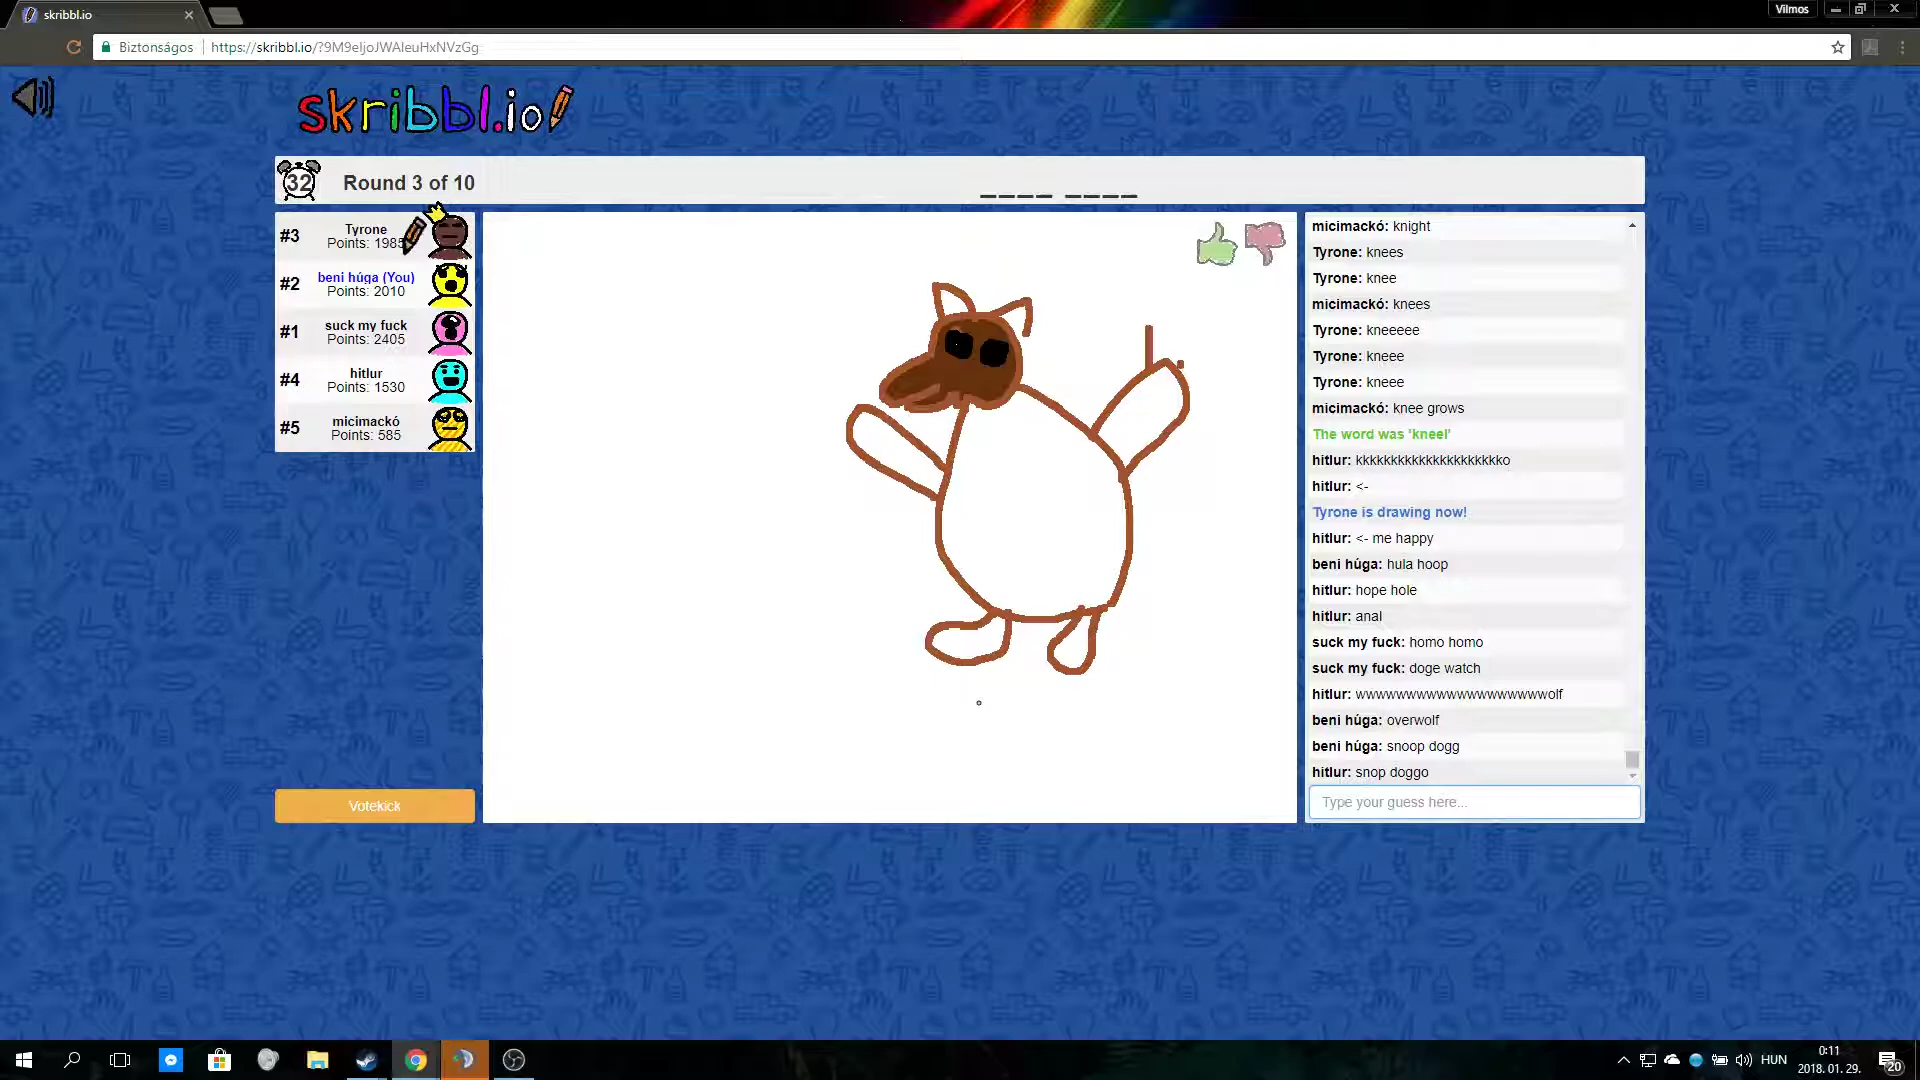 skribbl.io
Vilmos
Biztonságos
https://skribbl.io/?9M9eljoJWAleuHxNVzGg
skribbl.io
32
Round 3 of 10
____ ____
#3
Tyrone
Points: 1985
#2
beni húga (You)
Points: 2010
#1
suck my fuck
Points: 2405
#4
hitlur
Points: 1530
#5
micimackó
Points: 585
Votekick
micimackó: knight
Tyrone: knees
Tyrone: knee
micimackó: knees
Tyrone: kneeeee
Tyrone: kneee
Tyrone: kneee
micimackó: knee grows
The word was 'kneel'
hitlur: kkkkkkkkkkkkkkkkkkkkko
hitlur: <-
Tyrone is drawing now!
hitlur: <- me happy
beni húga: hula hoop
hitlur: hope hole
hitlur: anal
suck my fuck: homo homo
suck my fuck: doge watch
hitlur: wwwwwwwwwwwwwwwwwwwolf
beni húga: overwolf
beni húga: snoop dogg
hitlur: snop doggo
Type your guess here...
HUN
0:11
2018. 01. 29.
20